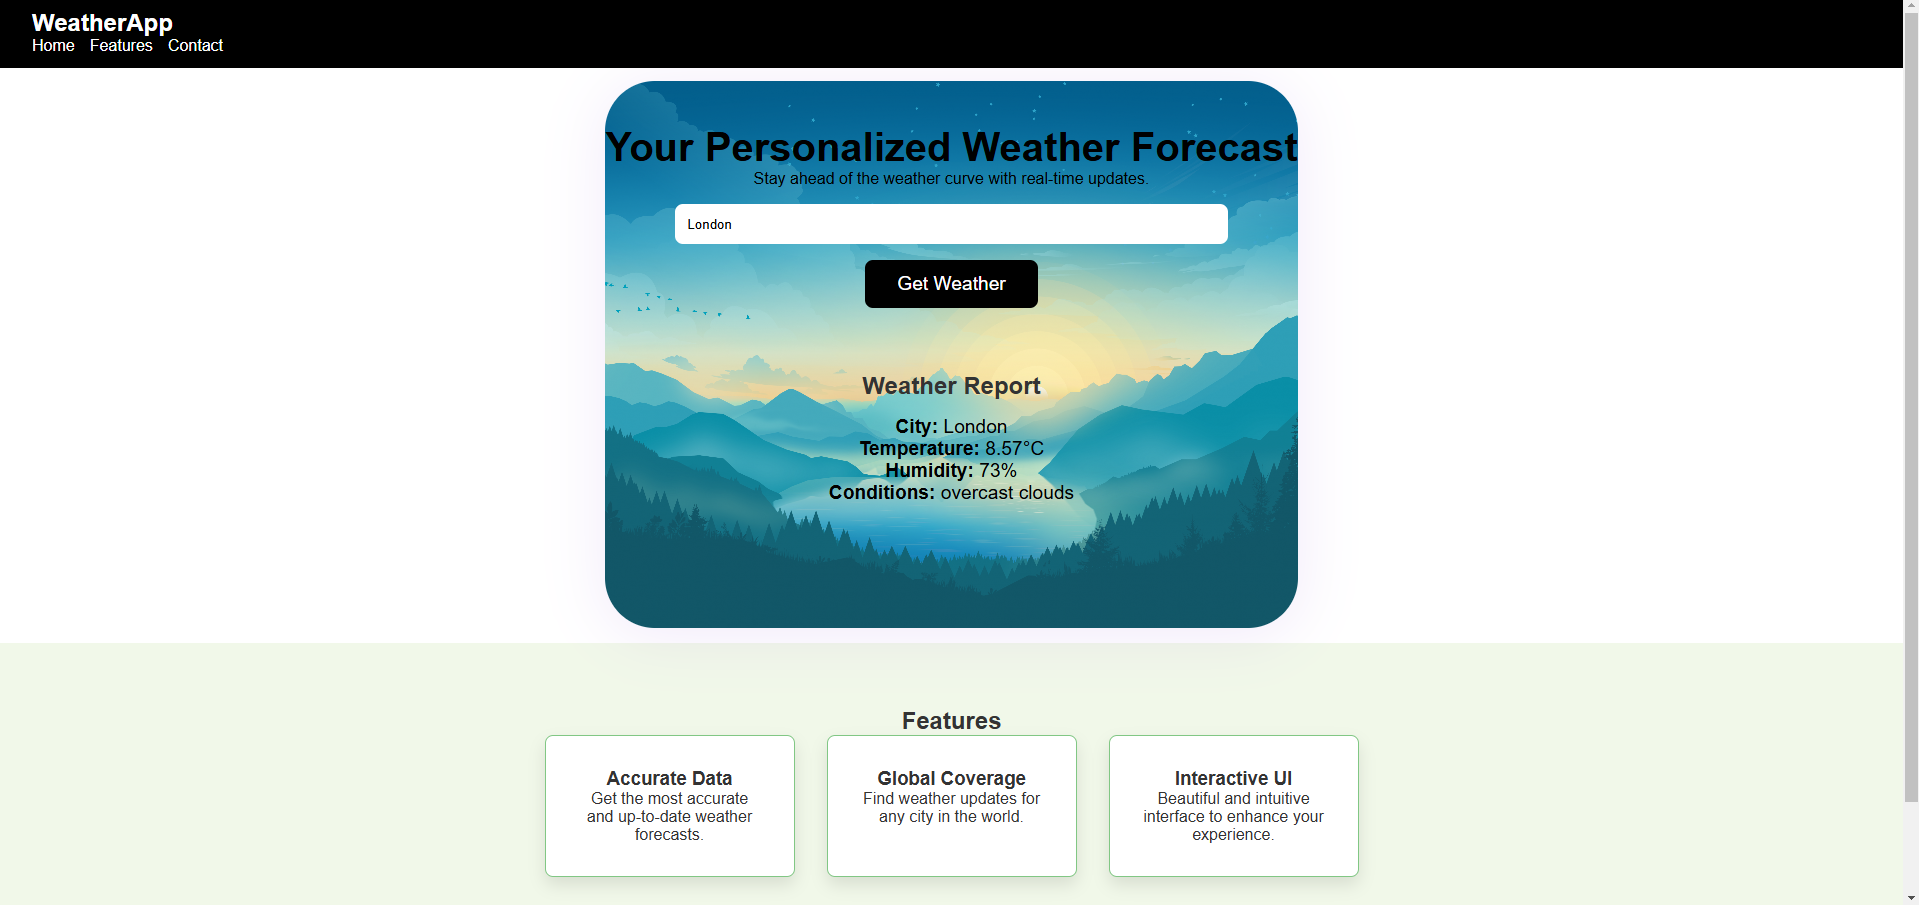 WeatherApp
Home Features Contact
Your Personalized Weather Forecast
Stay ahead of the weather curve with real-time updates.
London
Get Weather
Weather Report
City: London
Temperature: 8.57°C
Humidity: 73%
Conditions: overcast clouds
Features
Accurate Data
Get the most accurate
and up-to-date weather
forecasts.
Global Coverage
Find weather updates for
any city in the world.
Interactive UI
Beautiful and intuitive
interface to enhance your
experience.